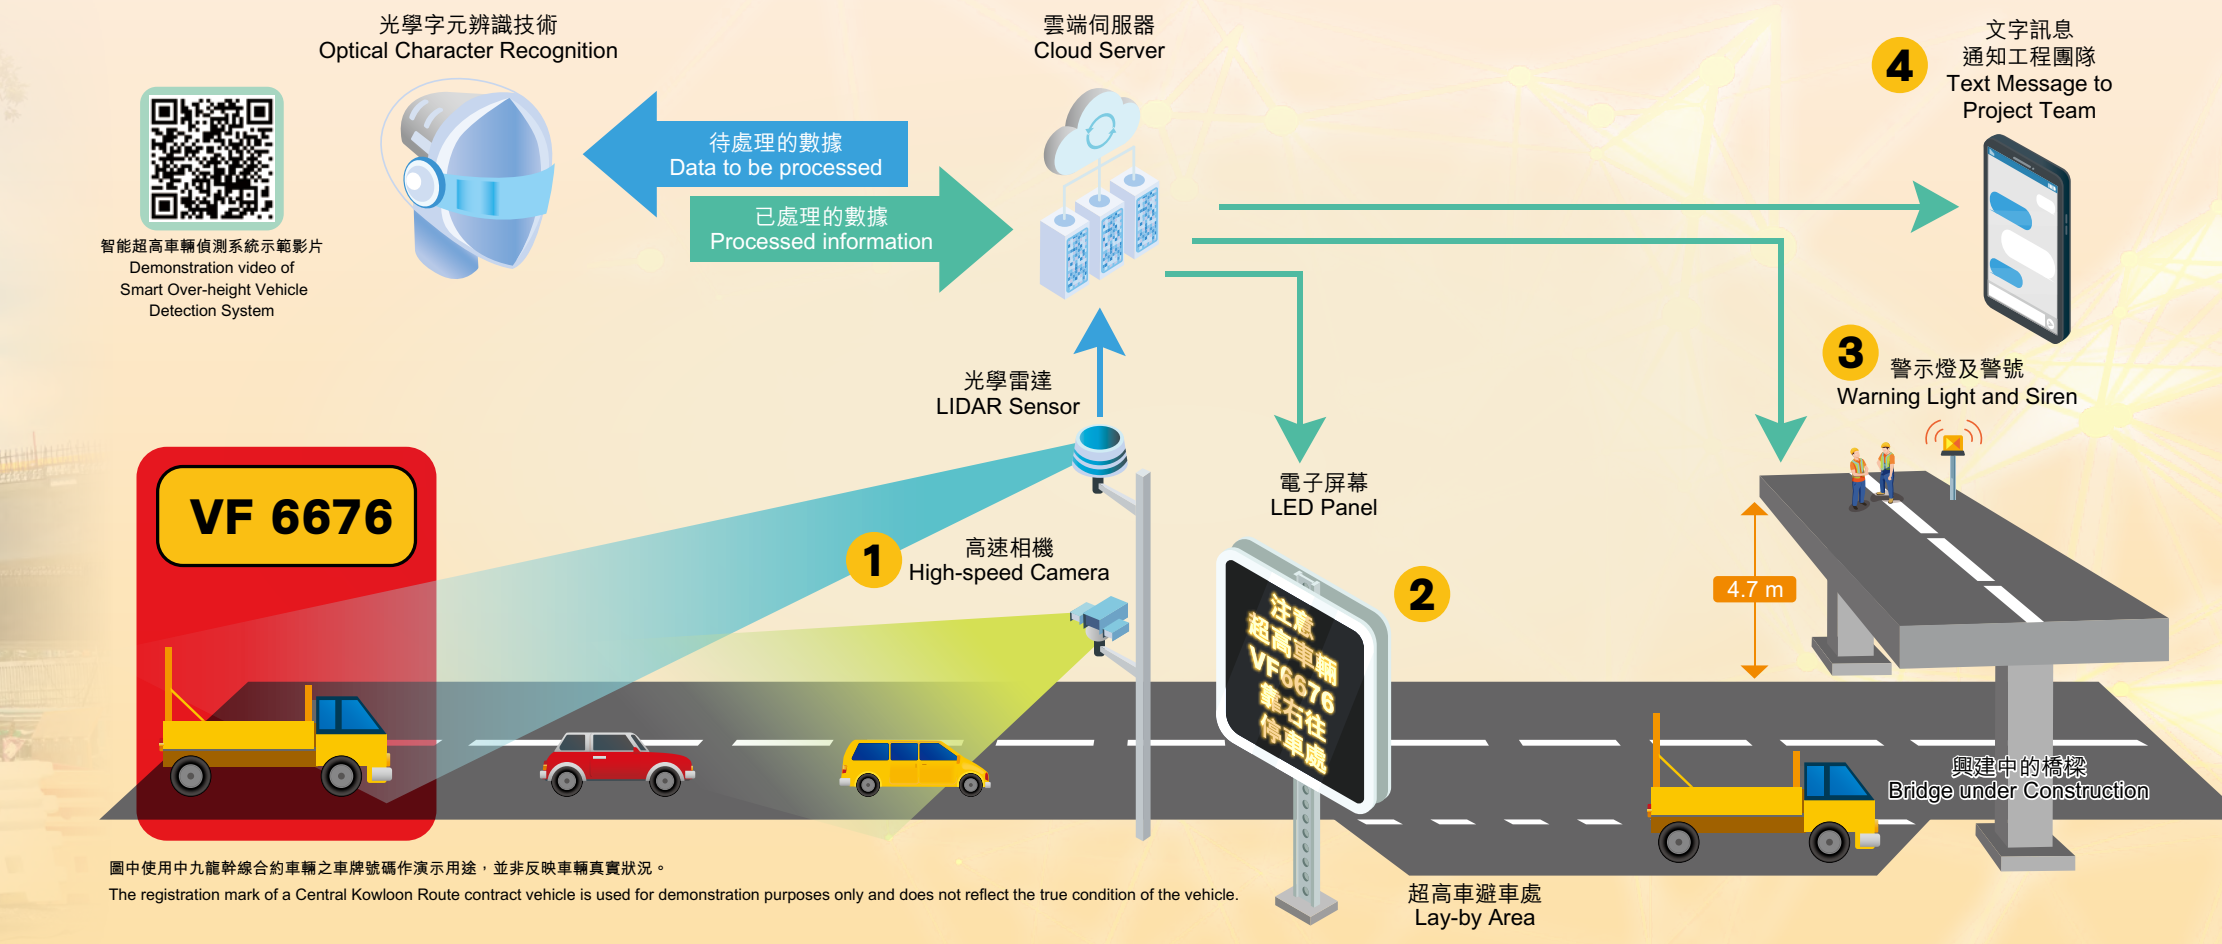 光學字元辨識技術
Optical Character Recognition
雲端伺服器
Cloud Server
4
文字訊息
通知工程團隊
Text Message to
Project Team
待處理的數據
Data to be processed
已處理的數據
Processed information
智能超高車輛偵測系統示範影片
Demonstration video of
Smart Over-height Vehicle
Detection System
光學雷達
LIDAR Sensor
3
警示燈及警號
Warning Light and Siren
VF 6676
1
高速相機
High-speed Camera
電子屏幕
LED Panel
2
注意
超高車輛
VF6676
靠右往
停車處
4.7 m
興建中的橋樑
Bridge under Construction
超高車避車處
Lay-by Area
圖中使用中九龍幹線合約車輛之車牌號碼作演示用途，並非反映車輛真實狀況。
The registration mark of a Central Kowloon Route contract vehicle is used for demonstration purposes only and does not reflect the true condition of the vehicle.